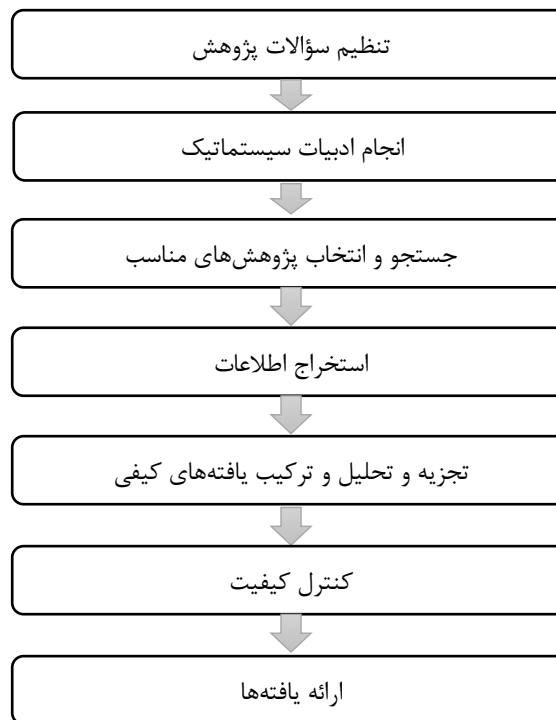 تنظیم سؤالات پژوهش
انجام ادبیات سیستماتیک
جستجو و انتخاب پژوهش‌های مناسب
استخراج اطلاعات
تجزیه و تحلیل و ترکیب یافته‌های کیفی
کنترل کیفیت
ارائه یافته‌ها